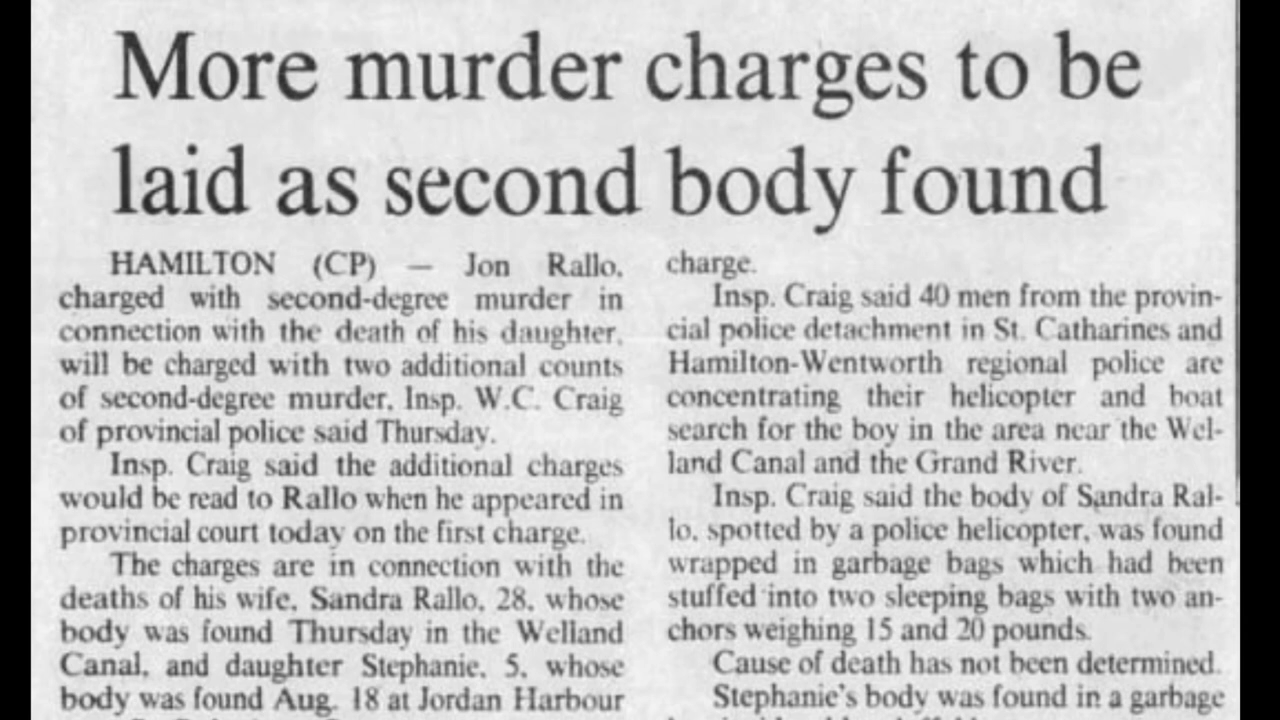 More murder charges to be
laid as second body found
HAMILTON (CP) — Jon Rallo,
charged with second-degree murder in
connection with the death of his daughter,
will be charged with two additional counts
of second-degree murder, Insp. W.C. Craig
of provincial police said Thursday.
Insp. Craig said the additional charges
would be read to Rallo when he appeared in
provincial court today on the first charge.
The charges are in connection with the
deaths of his wife, Sandra Rallo, 28, whose
body was found Thursday in the Welland
Canal, and daughter Stephanie, 5, whose
body was found Aug. 18 at Jordan Harbour
charge.
Insp. Craig said 40 men from the provin-
cial police detachment in St. Catharines and
Hamilton-Wentworth regional police are
concentrating their helicopter and boat
search for the boy in the area near the Wel-
land Canal and the Grand River.
Insp. Craig said the body of Sandra Ral-
lo, spotted by a police helicopter, was found
wrapped in garbage bags which had been
stuffed into two sleeping bags with two an-
chors weighing 15 and 20 pounds.
Cause of death has not been determined.
Stephanie's body was found in a garbage